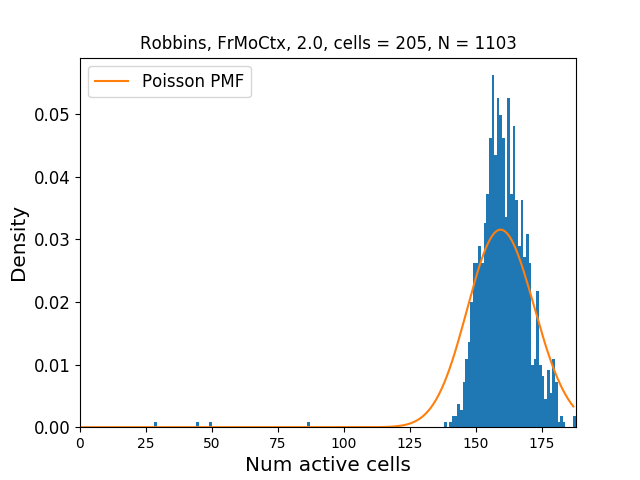 Robbins, FrMoCtx, 2.0, cells = 205, N = 1103
Poisson PMF
0.05
0.04
0.03
0.02
0.01
0.00
Density
0 25 50 75 100 125 150 175
Num active cells